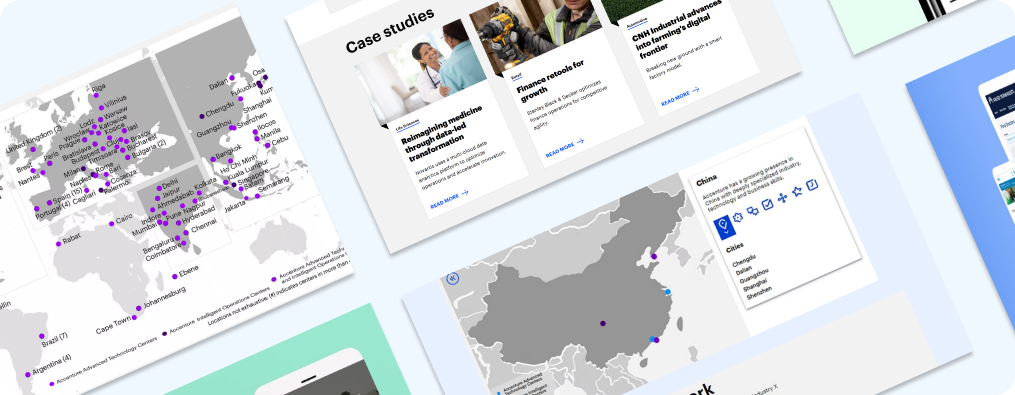 Riga
Vilnius
Warsaw
Lodz
Katowice
Wroclaw
Kosice
Prague
Iasi
Bratislava
Cluj
Brasov
Budapest
Bucharest
Timisoara
Bulgaria (2)
United Kingdom (2)
Brest
Paris
Nantes
Milan
Rome
Bari
Naples
Cosenza
Spain (15)
Cagliari
Palermo
Portugal (4)
Rabat
Cairo
Delhi
Jaipur
Ahmedabad
Kolkata
Indore
Nagpur
Mumbai
Pune
Hyderabad
Bengaluru
Chennai
Coimbatore
Ebene
Johannesburg
Cape Town
Brazil (7)
Argentina (4)
Dalian
Chengdu
Shanghai
Guangzhou
Shenzhen
Ilocos
Manila
Cebu
Bangkok
Ho Chi Minh
Kuala Lumpur
Singapore
Batam
Jakarta
Semarang
Accenture Advanced Technology Centers
Accenture Intelligent Operations Centers
Accenture Advanced Tech
and Intelligent Operations C
Locations not exhaustive; (#) indicates centers in more than
Case studies
Life Sciences
Reimagining medicine
through data-led
transformation
Novartis uses a multi-cloud data
analytics platform to optimize
operations and accelerate innovation.
READ MORE
Retail
Finance retools for
growth
Stanley Black & Decker optimizes
finance operations for competitive
agility.
READ MORE
Automotive
CNH Industrial advances
into farming's digital
frontier
Breaking new ground with a smart
factory model.
READ MORE
China
Accenture has a growing presence in
China with deeply specialized industry,
technology and business skills.
Cities
Chengdu
Dalian
Guangzhou
Shanghai
Shenzhen
Accenture Advanced
Technology Centers
Industry X